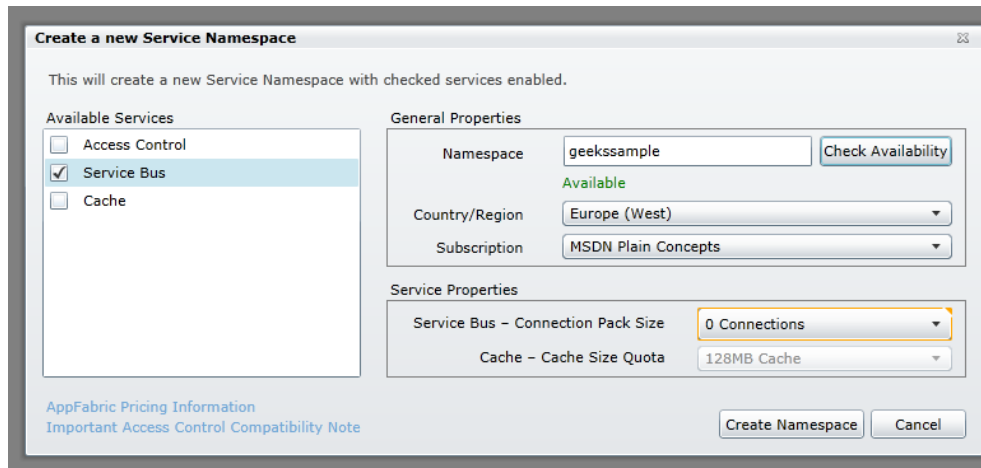 Create a new Service Namespace
This will create a new Service Namespace with checked services enabled.
Available Services
Access Control
Service Bus
Cache
General Properties
Namespace geekssample Check Availability
Available
Country/Region Europe (West)
Subscription MSDN Plain Concepts
Service Properties
Service Bus – Connection Pack Size 0 Connections
Cache – Cache Size Quota 128MB Cache
AppFabric Pricing Information
Important Access Control Compatibility Note
Create Namespace Cancel